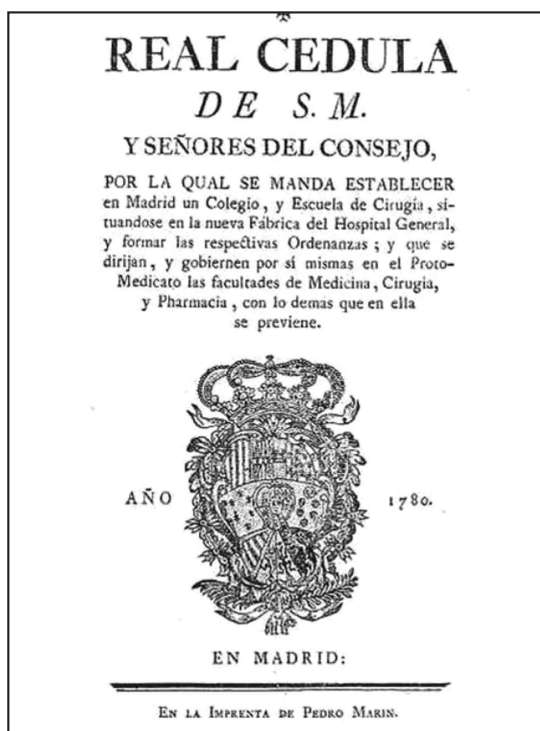 REAL CEDULA
DE S. M.
Y SEÑORES DEL CONSEJO,
POR LA QUAL SE MANDA ESTABLECER
en Madrid un Colegio, y Escuela de Cirugía, si-
tuandose en la nueva Fábrica del Hospital General,
y formar las respectivas Ordenanzas; y que se
dirijan, y gobiernen por sí mismas en el Proto-
Medicato las facultades de Medicina, Cirugia,
y Pharmacia, con lo demas que en ella
se previene.
AÑO 1780.
EN MADRID:
EN LA IMPRENTA DE PEDRO MARIN.